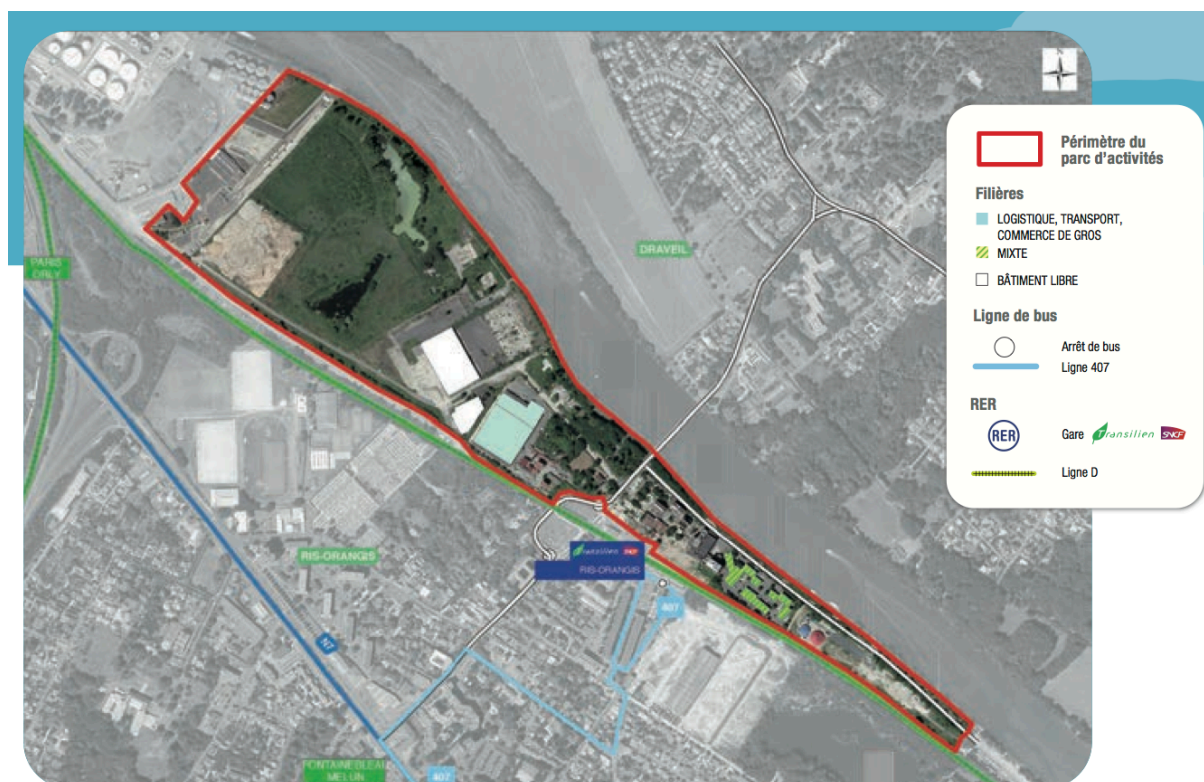 Périmètre du
parc d'activités
Filières
LOGISTIQUE, TRANSPORT,
COMMERCE DE GROS
MIXTE
BÂTIMENT LIBRE
Ligne de bus
Arrêt de bus
Ligne 407
RER
RER
Gare Transilien SNCF
Ligne D
N
DRAVEIL
PARIS
ORLY
RIS-ORANGIS
Transilien SNCF
RIS-ORANGIS
407
N7
FONTAINEBLEAU
MELUN
407